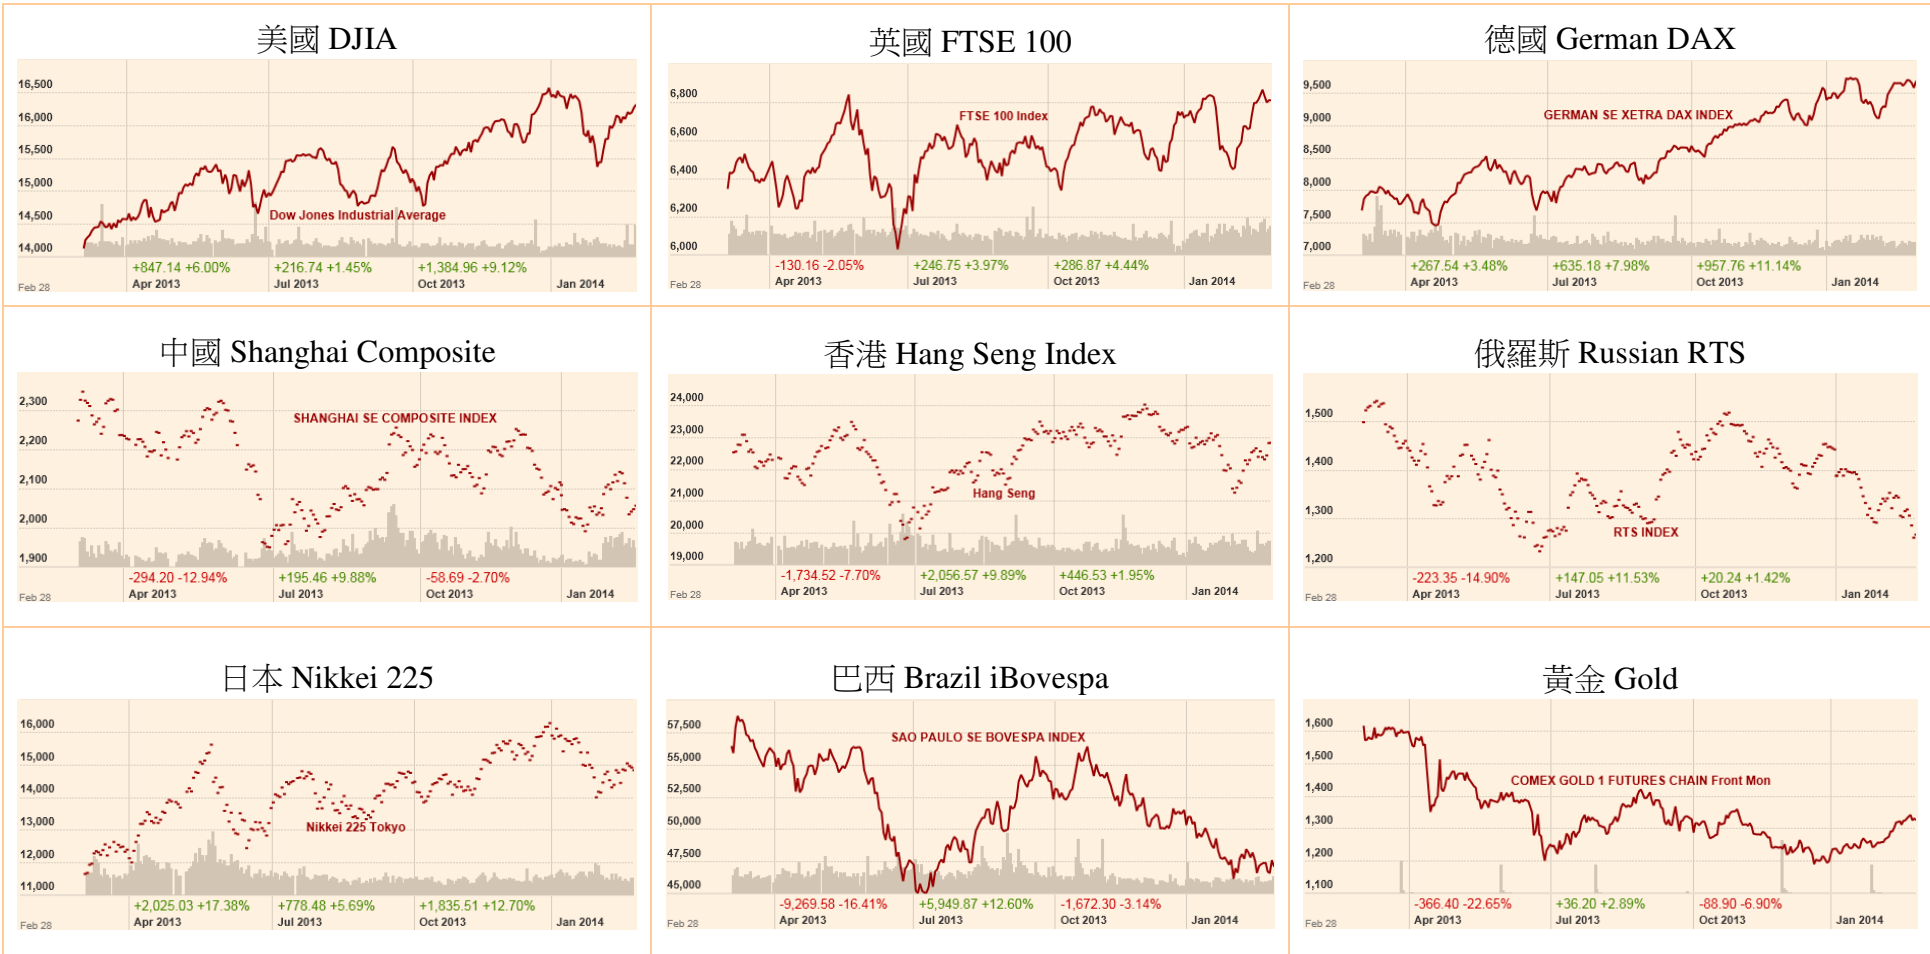 美國 DJIA
16,500
16,000
15,500
15,000
14,500
14,000
Dow Jones Industrial Average
+847.14 +6.00% +216.74 +1.45% +1,384.96 +9.12%
Feb 28 Apr 2013 Jul 2013 Oct 2013 Jan 2014
英國 FTSE 100
6,800
6,600
6,400
6,200
6,000
FTSE 100 Index
-130.16 -2.05% +246.75 +3.97% +286.87 +4.44%
Feb 28 Apr 2013 Jul 2013 Oct 2013 Jan 2014
德國 German DAX
9,500
9,000
8,500
8,000
7,500
7,000
GERMAN SE XETRA DAX INDEX
+267.54 +3.48% +635.18 +7.98% +957.76 +11.14%
Feb 28 Apr 2013 Jul 2013 Oct 2013 Jan 2014
中國 Shanghai Composite
2,300
2,200
2,100
2,000
1,900
SHANGHAI SE COMPOSITE INDEX
-294.20 -12.94% +195.46 +9.88% -58.69 -2.70%
Feb 28 Apr 2013 Jul 2013 Oct 2013 Jan 2014
香港 Hang Seng Index
24,000
23,000
22,000
21,000
20,000
19,000
Hang Seng
-1,734.52 -7.70% +2,056.57 +9.89% +446.53 +1.95%
Feb 28 Apr 2013 Jul 2013 Oct 2013 Jan 2014
俄羅斯 Russian RTS
1,500
1,400
1,300
1,200
RTS INDEX
-223.35 -14.90% +147.05 +11.53% +20.24 +1.42%
Feb 28 Apr 2013 Jul 2013 Oct 2013 Jan 2014
日本 Nikkei 225
16,000
15,000
14,000
13,000
12,000
11,000
Nikkei 225 Tokyo
+2,025.03 +17.38% +778.48 +5.69% +1,835.51 +12.70%
Feb 28 Apr 2013 Jul 2013 Oct 2013 Jan 2014
巴西 Brazil iBovespa
57,500
55,000
52,500
50,000
47,500
45,000
SAO PAULO SE BOVESPA INDEX
-9,269.58 -16.41% +5,949.87 +12.60% -1,672.30 -3.14%
Feb 28 Apr 2013 Jul 2013 Oct 2013 Jan 2014
黃金 Gold
1,600
1,500
1,400
1,300
1,200
1,100
COMEX GOLD 1 FUTURES CHAIN Front Mon
-366.40 -22.65% +36.20 +2.89% -88.90 -6.90%
Feb 28 Apr 2013 Jul 2013 Oct 2013 Jan 2014